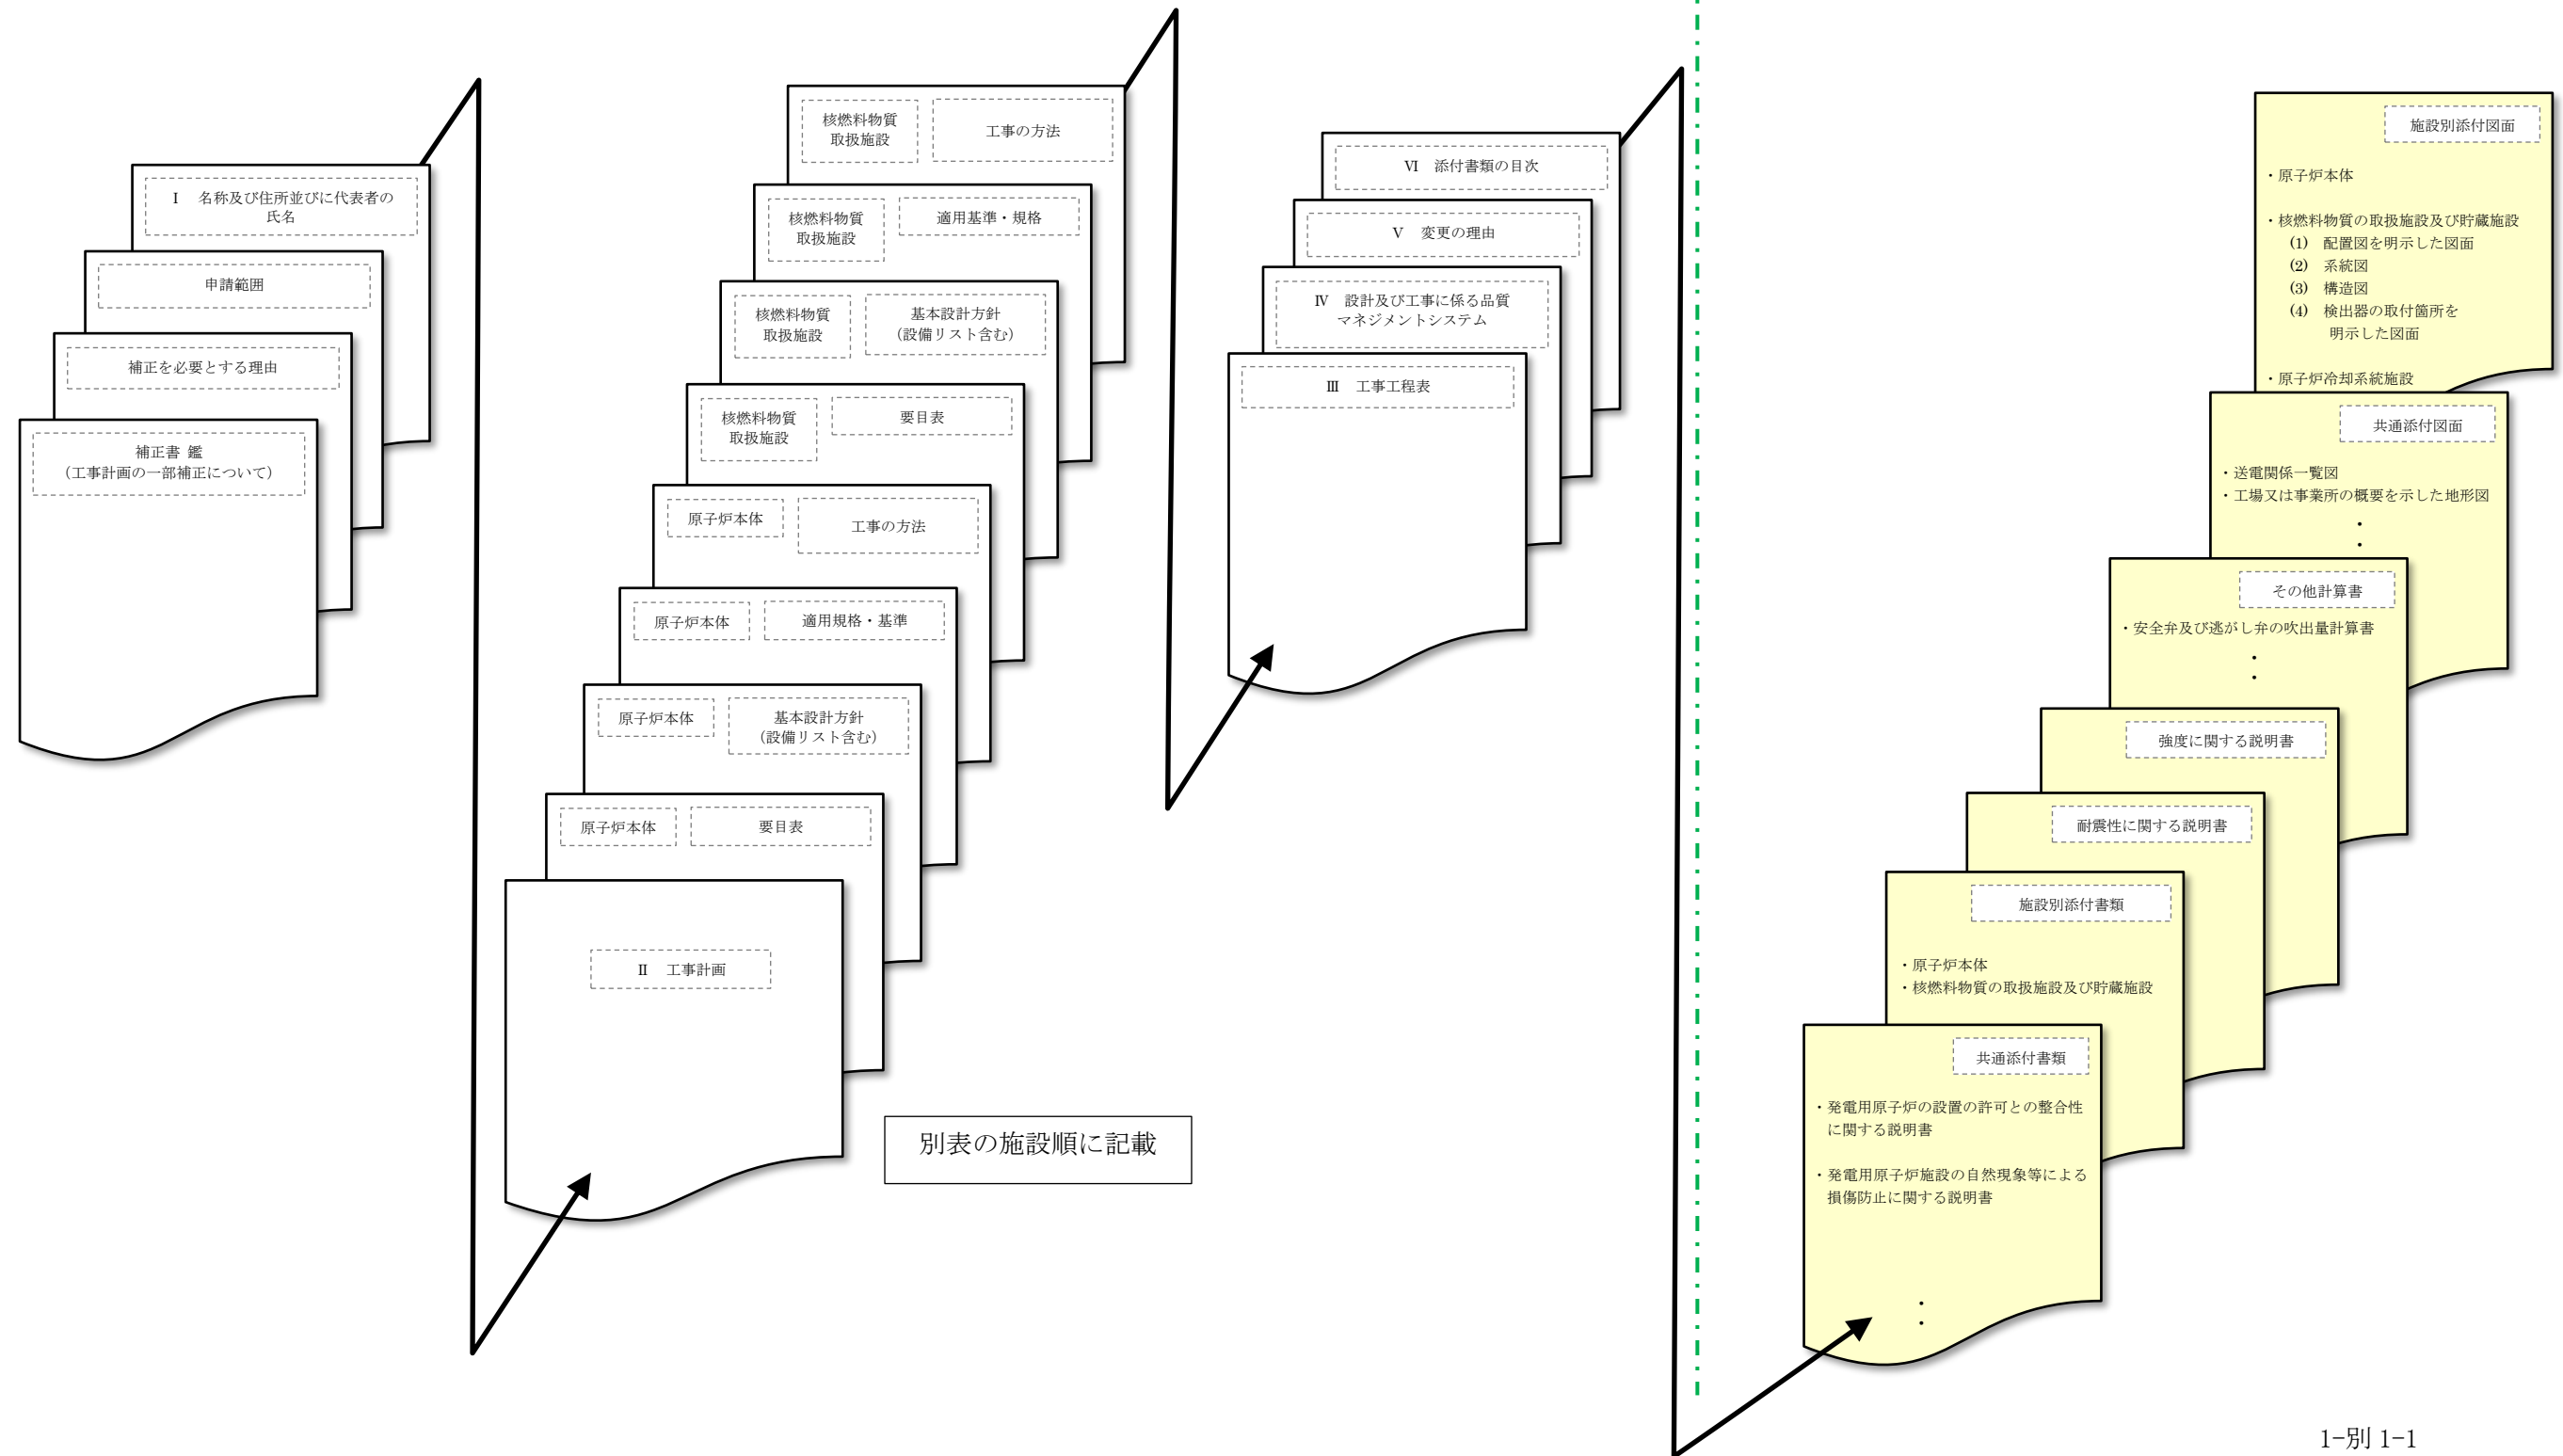 Ⅰ　名称及び住所並びに代表者の
氏名
申請範囲
補正を必要とする理由
補正書 鑑
（工事計画の一部補正について）
核燃料物質
取扱施設
工事の方法
核燃料物質
取扱施設
適用基準・規格
核燃料物質
取扱施設
基本設計方針
（設備リスト含む）
核燃料物質
取扱施設
要目表
原子炉本体
工事の方法
原子炉本体
適用規格・基準
原子炉本体
基本設計方針
（設備リスト含む）
原子炉本体
要目表
Ⅱ　工事計画
別表の施設順に記載
Ⅵ　添付書類の目次
Ⅴ　変更の理由
Ⅳ　設計及び工事に係る品質
マネジメントシステム
Ⅲ　工事工程表
施設別添付図面
・原子炉本体
・核燃料物質の取扱施設及び貯蔵施設
(1)　配置図を明示した図面
(2)　系統図
(3)　構造図
(4)　検出器の取付箇所を
明示した図面
・原子炉冷却系統施設
共通添付図面
・送電関係一覧図
・工場又は事業所の概要を示した地形図
・
・
その他計算書
・安全弁及び逃がし弁の吹出量計算書
・
・
強度に関する説明書
耐震性に関する説明書
施設別添付書類
・原子炉本体
・核燃料物質の取扱施設及び貯蔵施設
共通添付書類
・発電用原子炉の設置の許可との整合性
に関する説明書
・発電用原子炉施設の自然現象等による
損傷防止に関する説明書
・
・
1-別 1-1